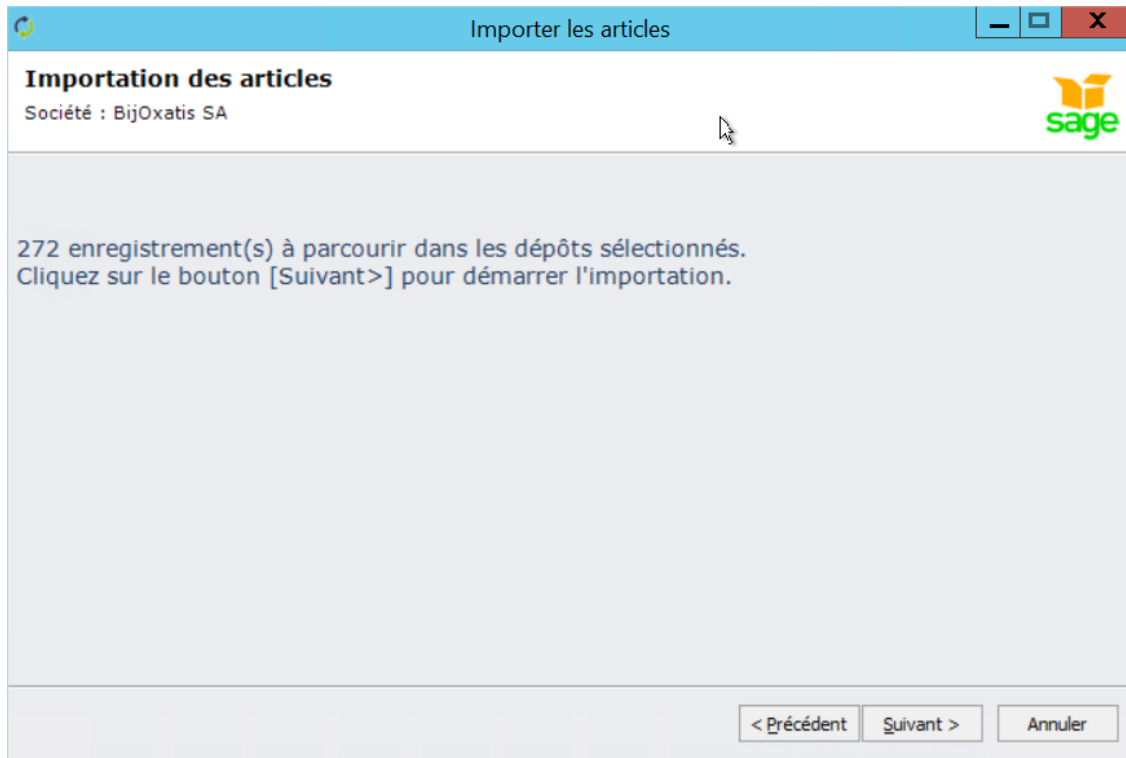 Importer les articles
X
Importation des articles
Société : BijOxatis SA
sage
272 enregistrement(s) à parcourir dans les dépôts sélectionnés.
Cliquez sur le bouton [Suivant>] pour démarrer l'importation.
< Précédent
Suivant >
Annuler